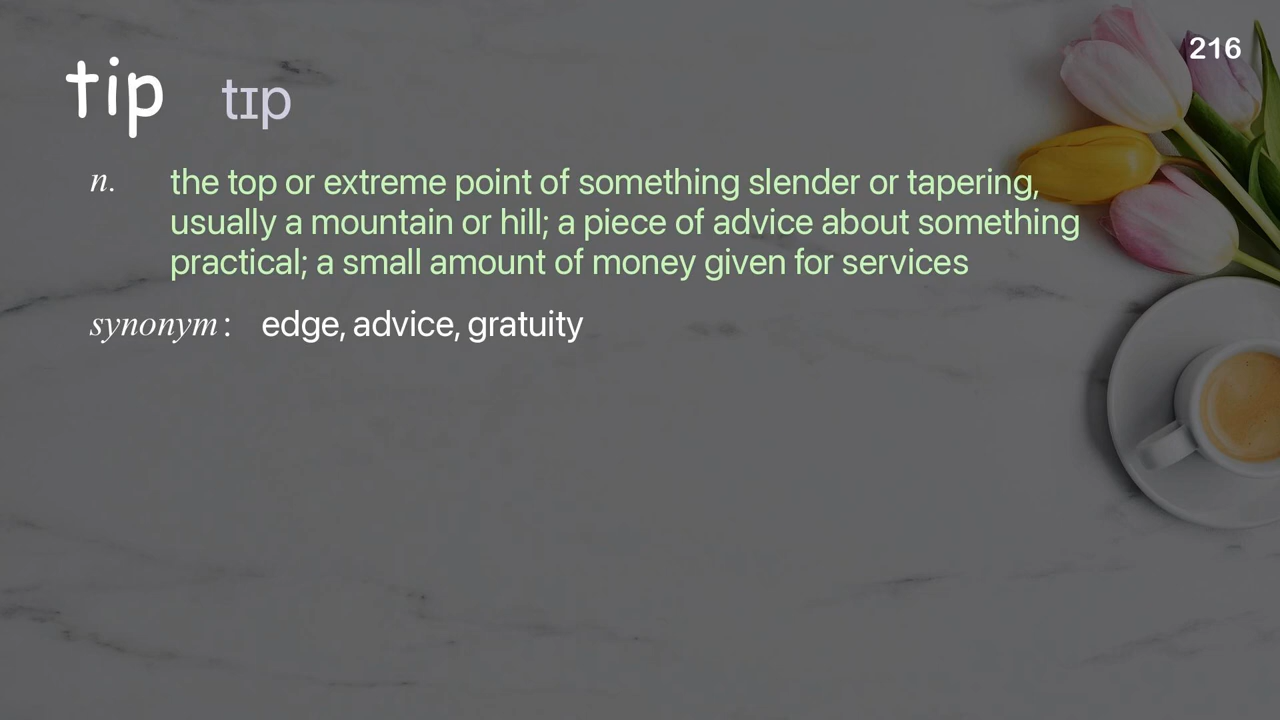 216
tip tɪp
n. the top or extreme point of something slender or tapering,
usually a mountain or hill; a piece of advice about something
practical; a small amount of money given for services
synonym: edge, advice, gratuity